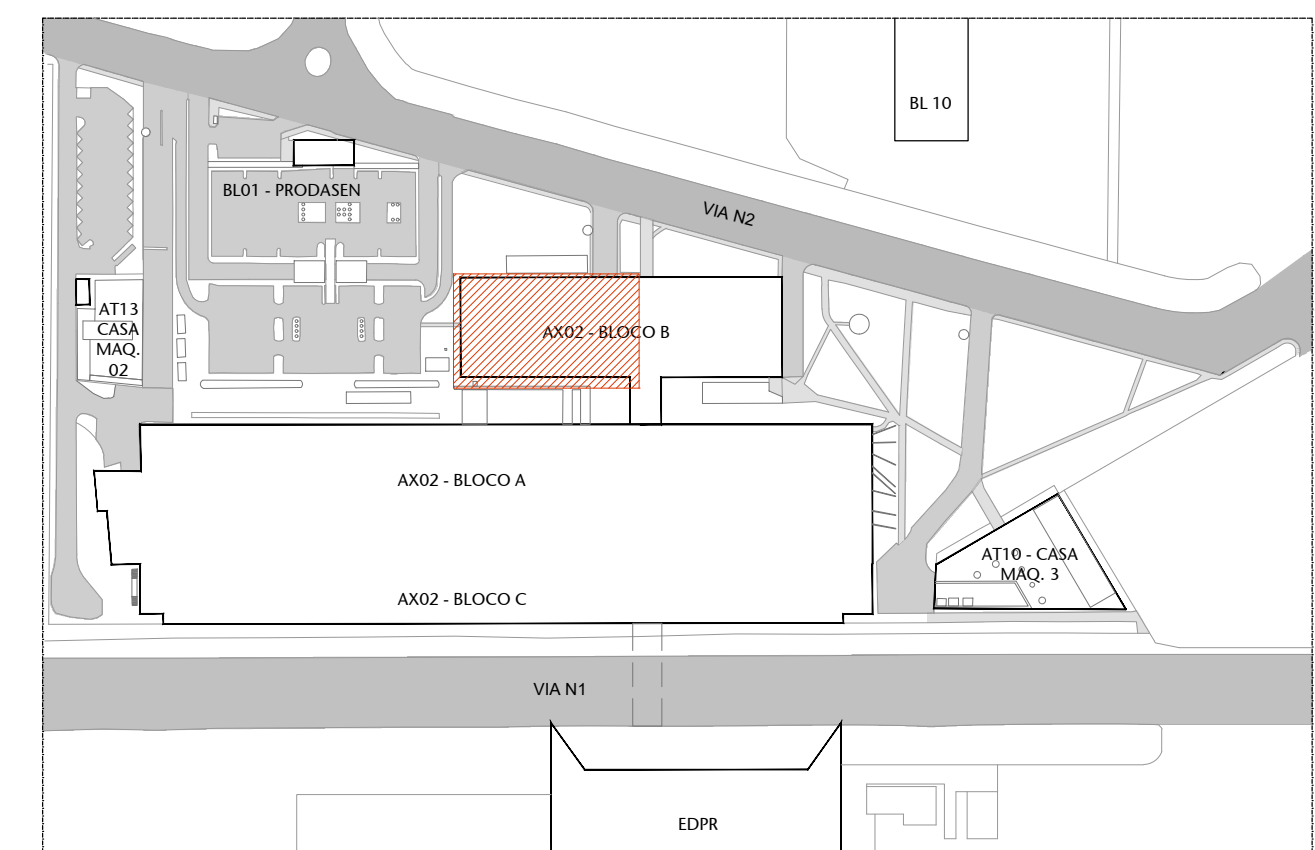 BL 10
BL01 - PRODASEN
VIA N2
AT13
CASA
MAQ.
02
AX02 - BLOCO B
AX02 - BLOCO A
AT10 - CASA
MAQ. 3
AX02 - BLOCO C
VIA N1
EDPR